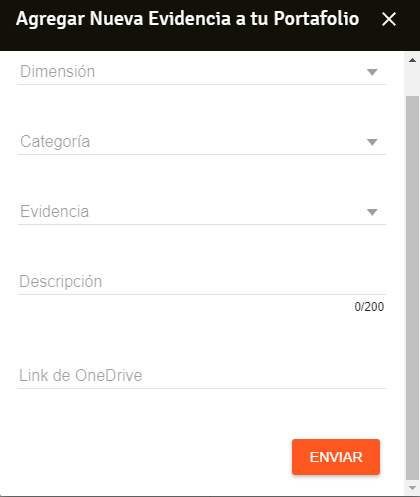 Agregar Nueva Evidencia a tu Portafolio
Dimensión
Categoría
Evidencia
Descripción
0/200
Link de OneDrive
ENVIAR